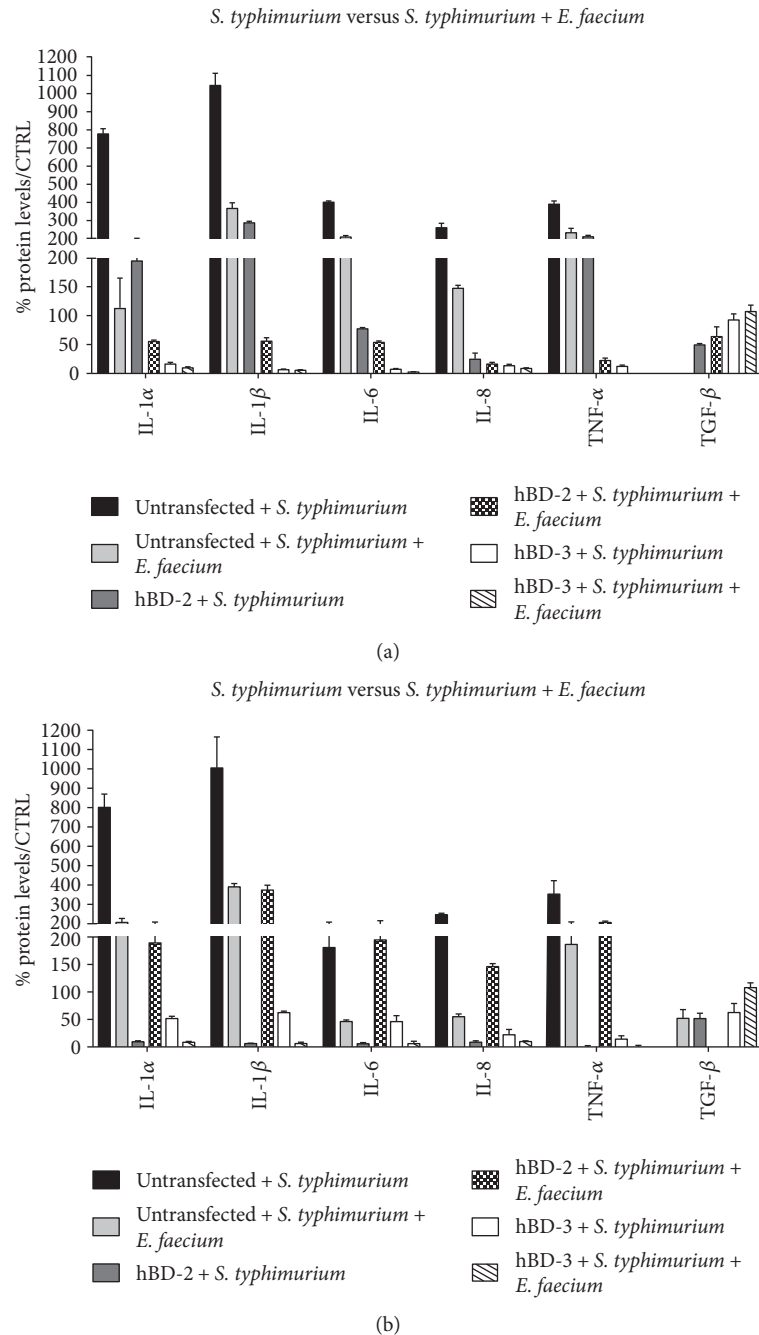 S. typhimurium versus S. typhimurium + E. faecium
% protein levels/CTRL
1200
1100
1000
900
800
700
600
500
400
300
200
200
150
100
50
0
IL-1α
IL-1β
IL-6
IL-8
TNF-α
TGF-β
Untransfected + S. typhimurium
Untransfected + S. typhimurium +
E. faecium
hBD-2 + S. typhimurium
hBD-2 + S. typhimurium +
E. faecium
hBD-3 + S. typhimurium
hBD-3 + S. typhimurium +
E. faecium
(a)
S. typhimurium versus S. typhimurium + E. faecium
% protein levels/CTRL
1200
1100
1000
900
800
700
600
500
400
300
200
200
150
100
50
0
IL-1α
IL-1β
IL-6
IL-8
TNF-α
TGF-β
Untransfected + S. typhimurium
Untransfected + S. typhimurium +
E. faecium
hBD-2 + S. typhimurium
hBD-2 + S. typhimurium +
E. faecium
hBD-3 + S. typhimurium
hBD-3 + S. typhimurium +
E. faecium
(b)